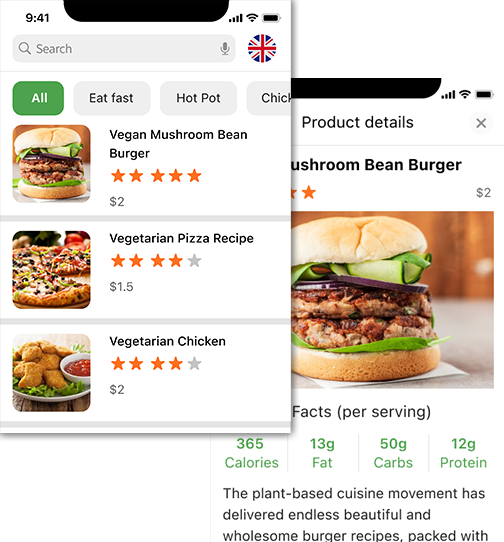 9:41
Search
All
Eat fast
Hot Pot
Chick
Vegan Mushroom Bean
Burger
$2
Vegetarian Pizza Recipe
$1.5
Vegetarian Chicken
$2
Product details
ushroom Bean Burger
$2
Facts (per serving)
365
13g
50g
12g
Calories
Fat
Carbs
Protein
The plant-based cuisine movement has
delivered endless beautiful and
wholesome burger recipes, packed with